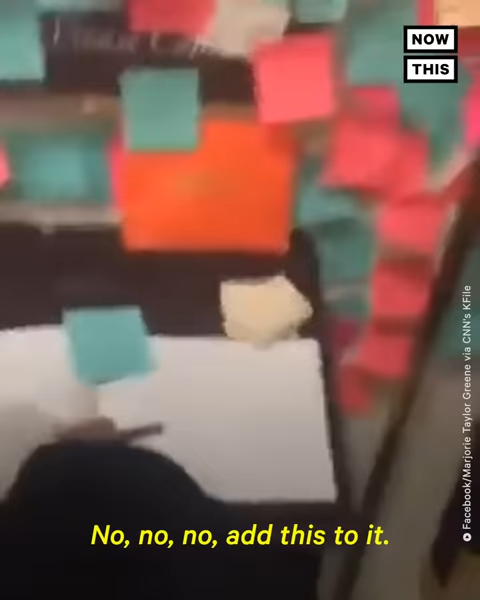 NOW
THIS
Facebook/Marjorie Taylor Greene via CNN's KFile
No, no, no, add this to it.